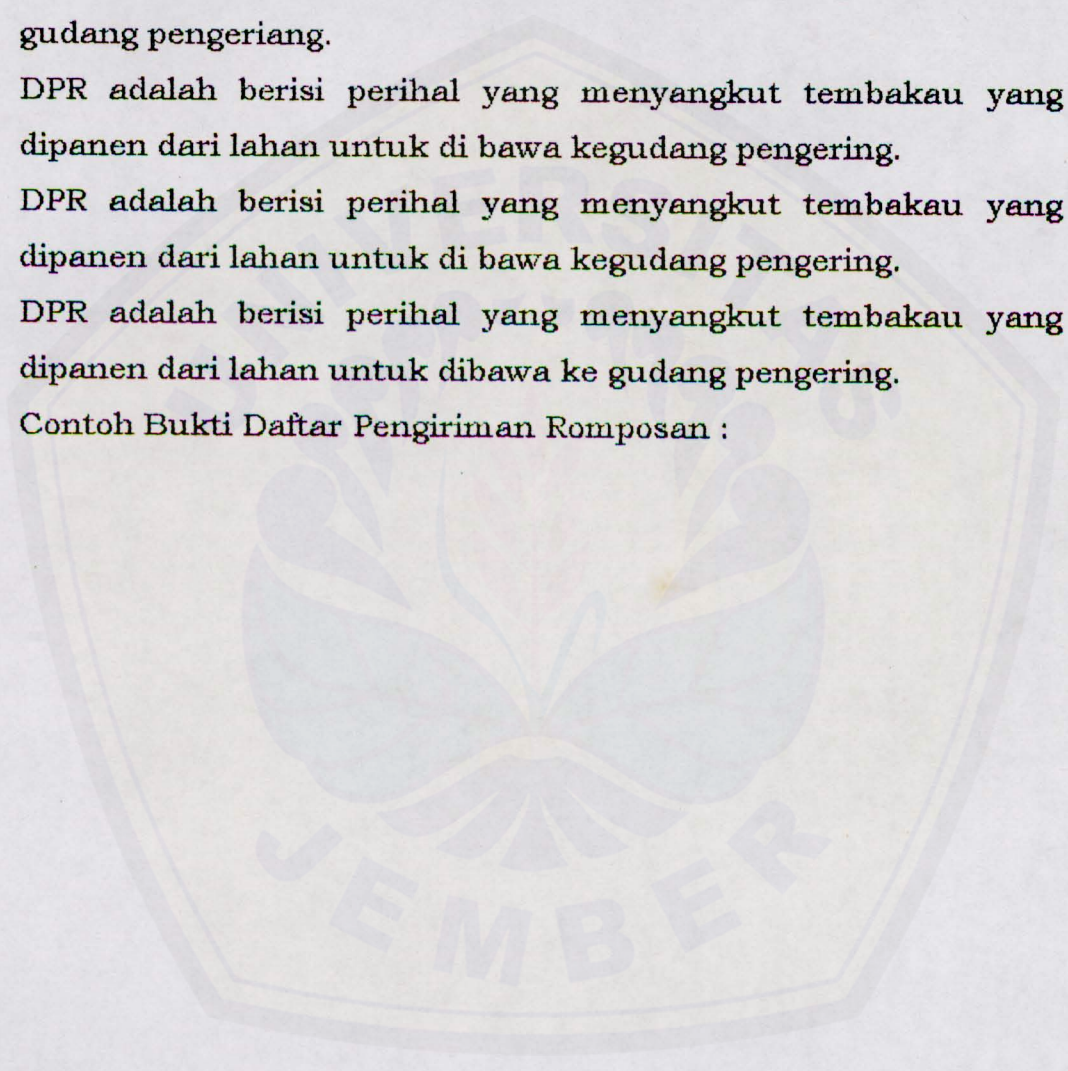 gudang pengeriang.
DPR adalah berisi perihal yang menyangkut tembakau yang
dipanen dari lahan untuk di bawa kegudang pengering.
DPR adalah berisi perihal yang menyangkut tembakau yang
dipanen dari lahan untuk di bawa kegudang pengering.
DPR adalah berisi perihal yang menyangkut tembakau yang
dipanen dari lahan untuk dibawa ke gudang pengering.
Contoh Bukti Daftar Pengiriman Romposan :
UNIVERSITAS
JEMBER